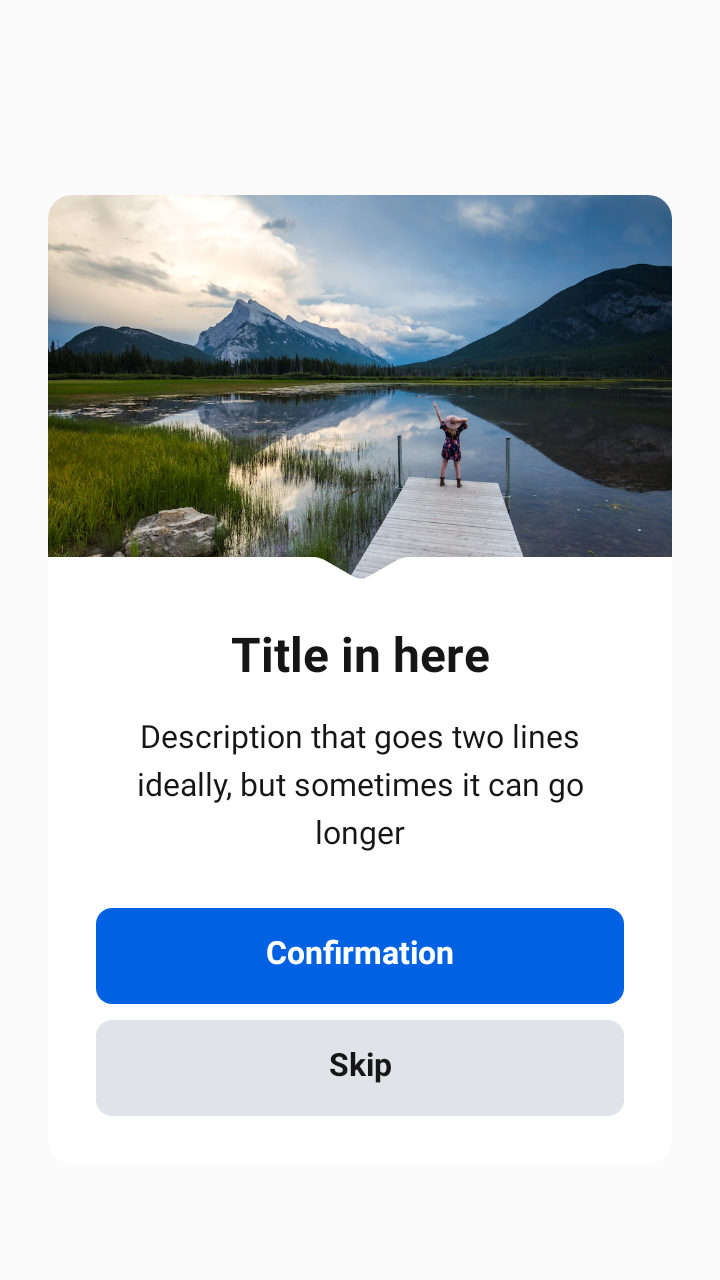 Title in here
Description that goes two lines
ideally, but sometimes it can go
longer
Confirmation
Skip